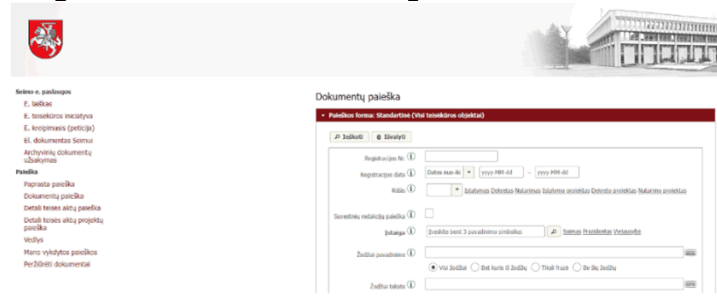 Seimo e. paslaugos
E. laiškas
E. teisėkūros iniciatyva
E. kreipimasis (peticija)
El. dokumentas Seimui
Archyvinių dokumentų
užsakymas
Paieška
Paprasta paieška
Dokumentų paieška
Detali teisės aktų paieška
Detali teisės aktų projektų
paieška
Vedlys
Mano vykdytos paieškos
Peržiūrėti dokumentai
Dokumentų paieška
Paieškos forma: Standartinė (Visi teisėkūros objektai)
Ieškoti Išvalyti
Registracijos Nr.
Registracijos data Datos nuo-iki yyyy-MM-dd – yyyy-MM-dd
Rūšis Įstatymas Dekretas Nutarimas Įstatymo projektas Dekreto projektas Nutarimo projektas
Suvestinių redakcijų paieška
Įstaiga Įveskite bent 3 pavadinimo simbolius Seimas Prezidentas Vyriausybė
Žodžiai pavadinime
Visi žodžiai Bet kuris iš žodžių Tiksli frazė Be šių žodžių
Žodžiai tekste